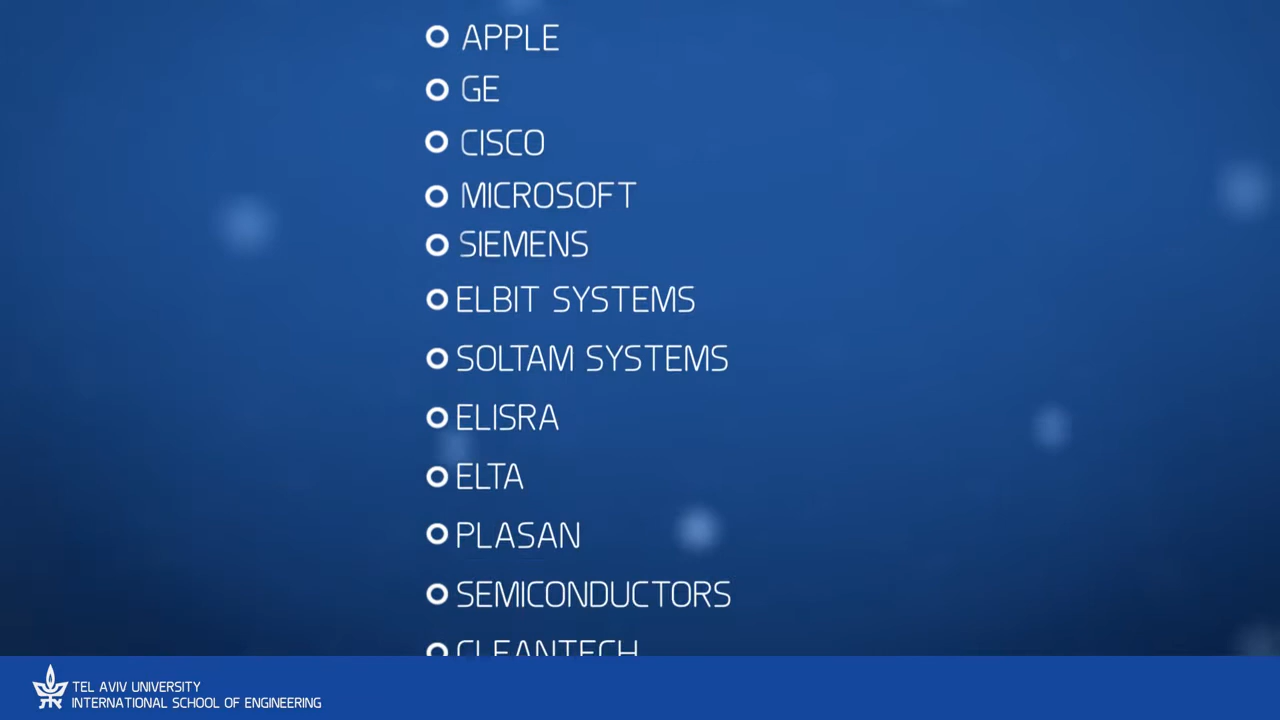 APPLE
GE
CISCO
MICROSOFT
SIEMENS
ELBIT SYSTEMS
SOLTAM SYSTEMS
ELISRA
ELTA
PLASAN
SEMICONDUCTORS
CLEANTECH
TEL AVIV UNIVERSITY
INTERNATIONAL SCHOOL OF ENGINEERING